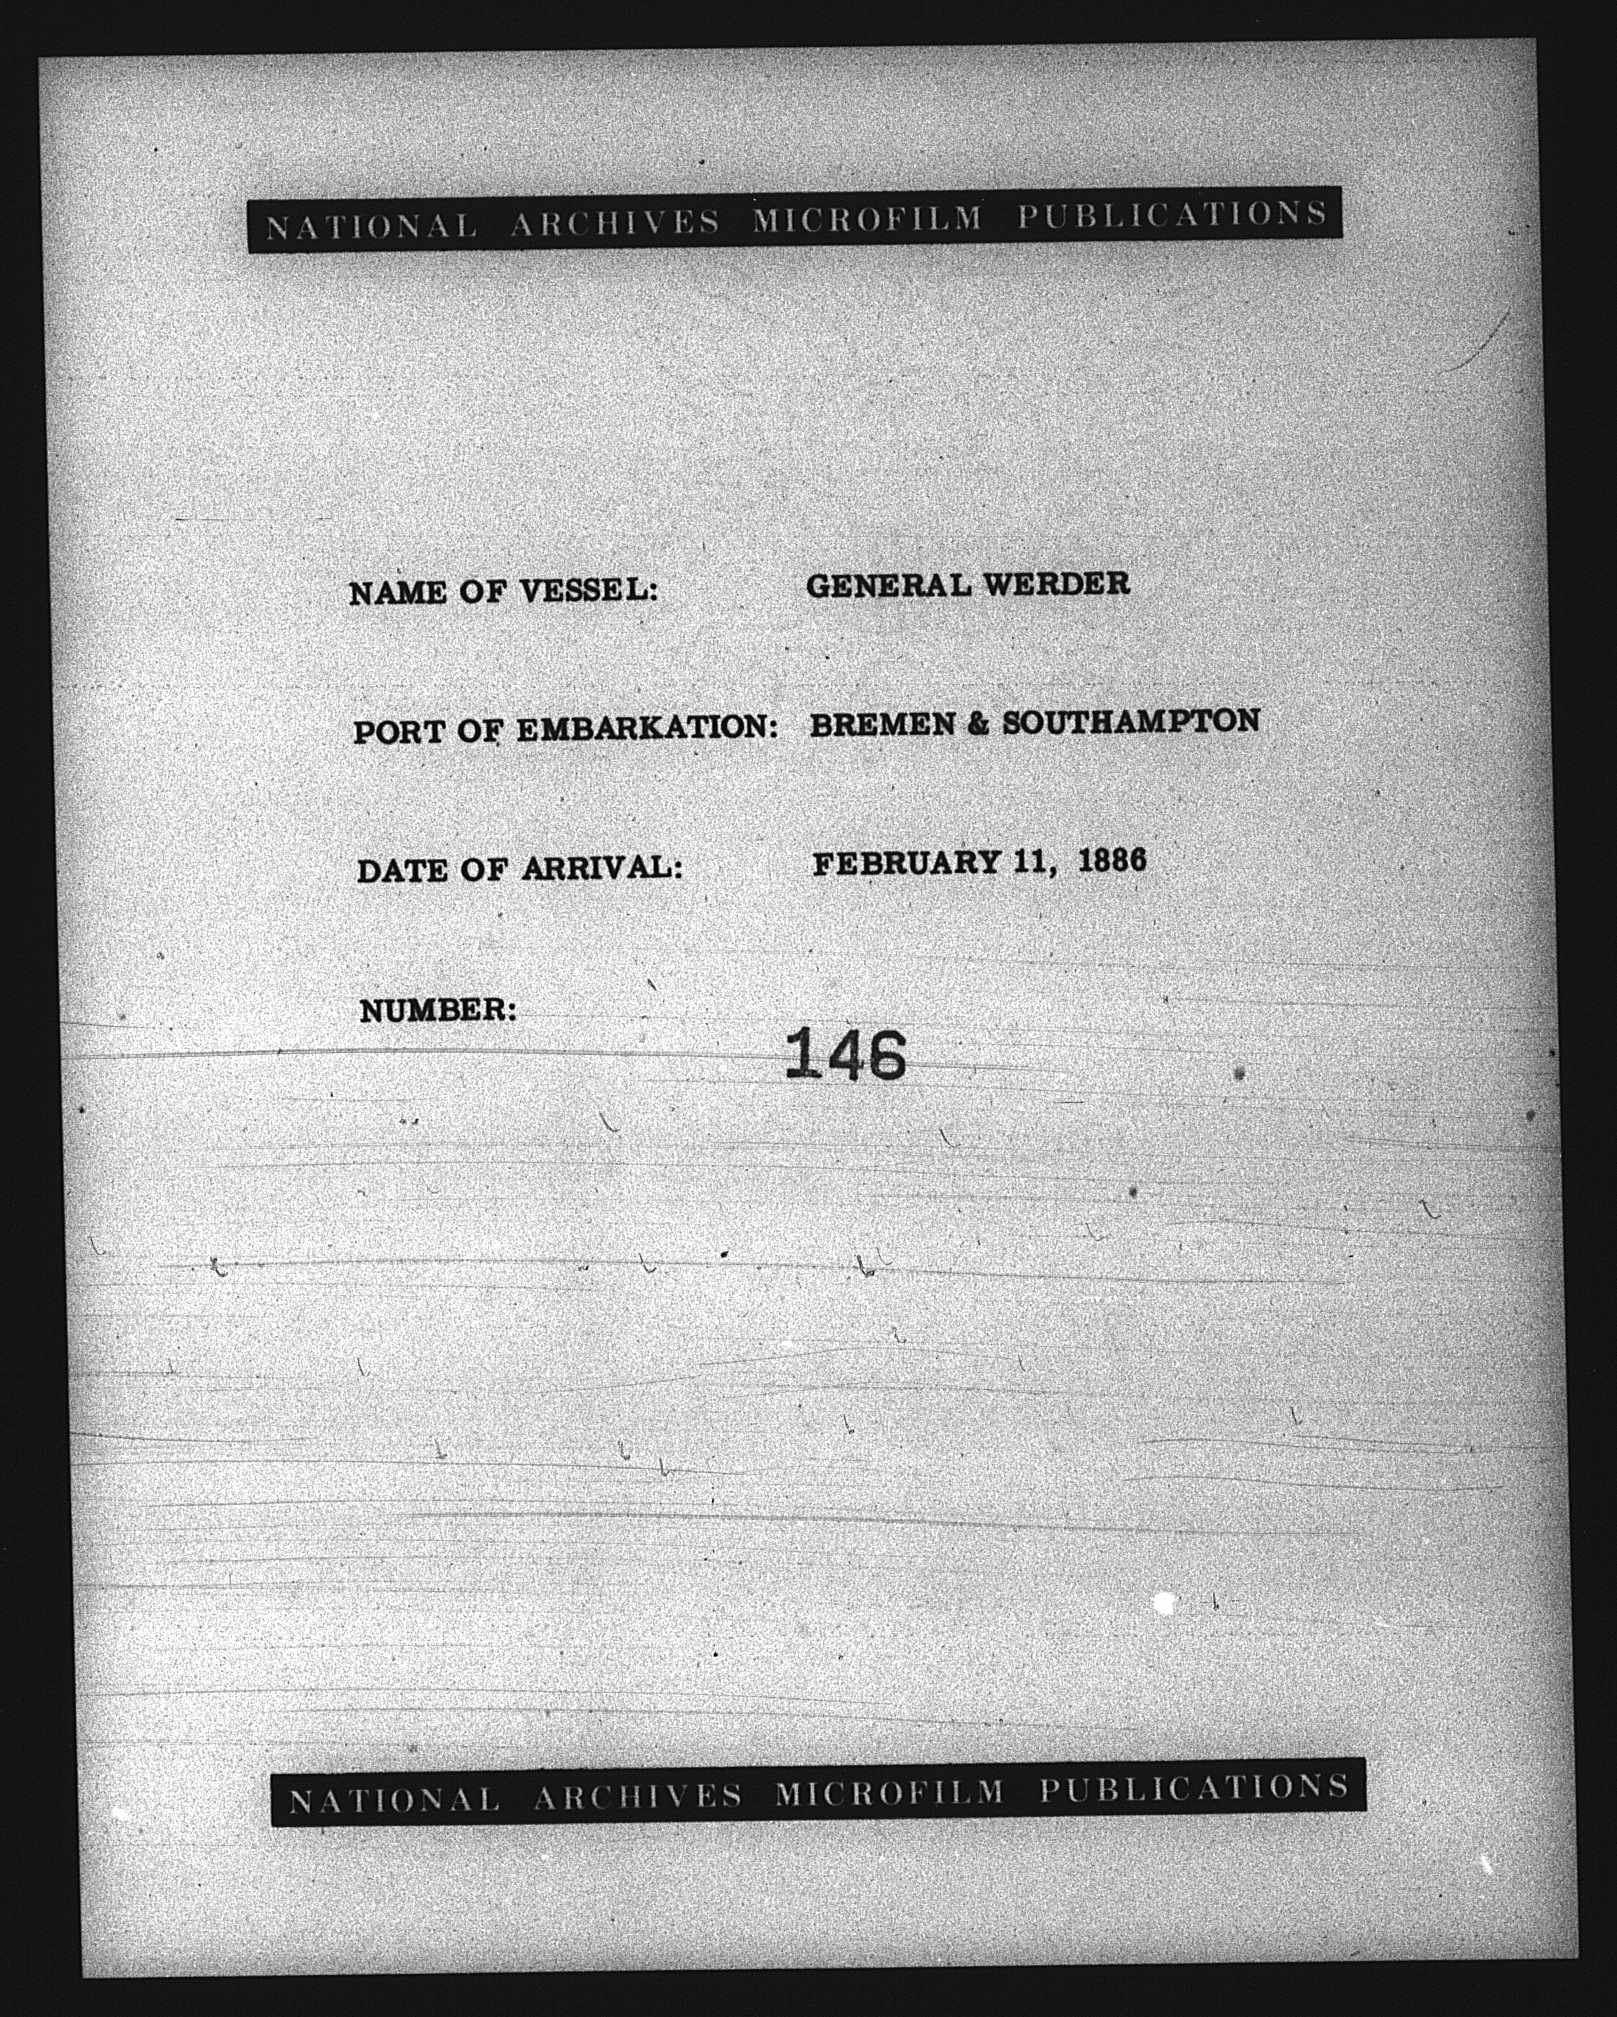 NATIONAL ARCHIVES MICROFILM PUBLICATIONS
NAME OF VESSEL: GENERAL WERDER
PORT OF EMBARKATION: BREMEN & SOUTHAMPTON
DATE OF ARRIVAL: FEBRUARY 11, 1886
NUMBER:
146
NATIONAL ARCHIVES MICROFILM PUBLICATIONS